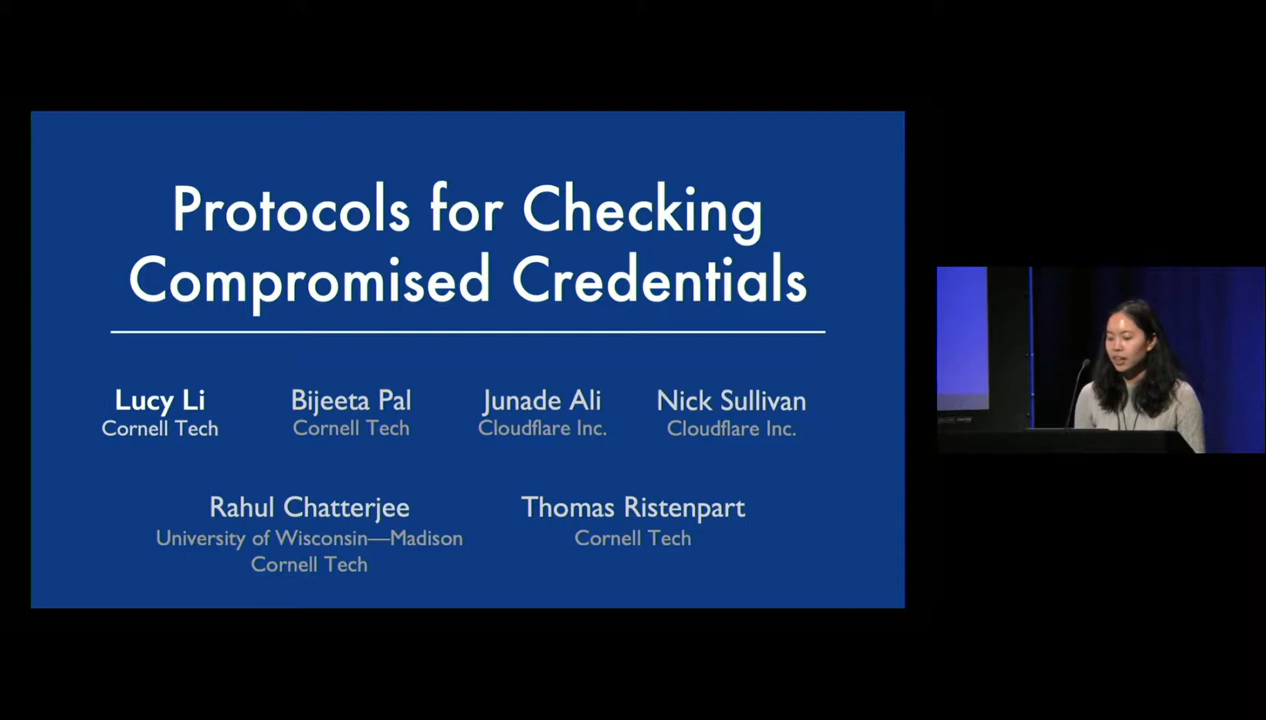 Protocols for Checking
Compromised Credentials
Lucy Li
Bijeeta Pal
Junade Ali
Nick Sullivan
Cornell Tech
Cornell Tech
Cloudflare Inc.
Cloudflare Inc.
Rahul Chatterjee
Thomas Ristenpart
University of Wisconsin—Madison
Cornell Tech
Cornell Tech